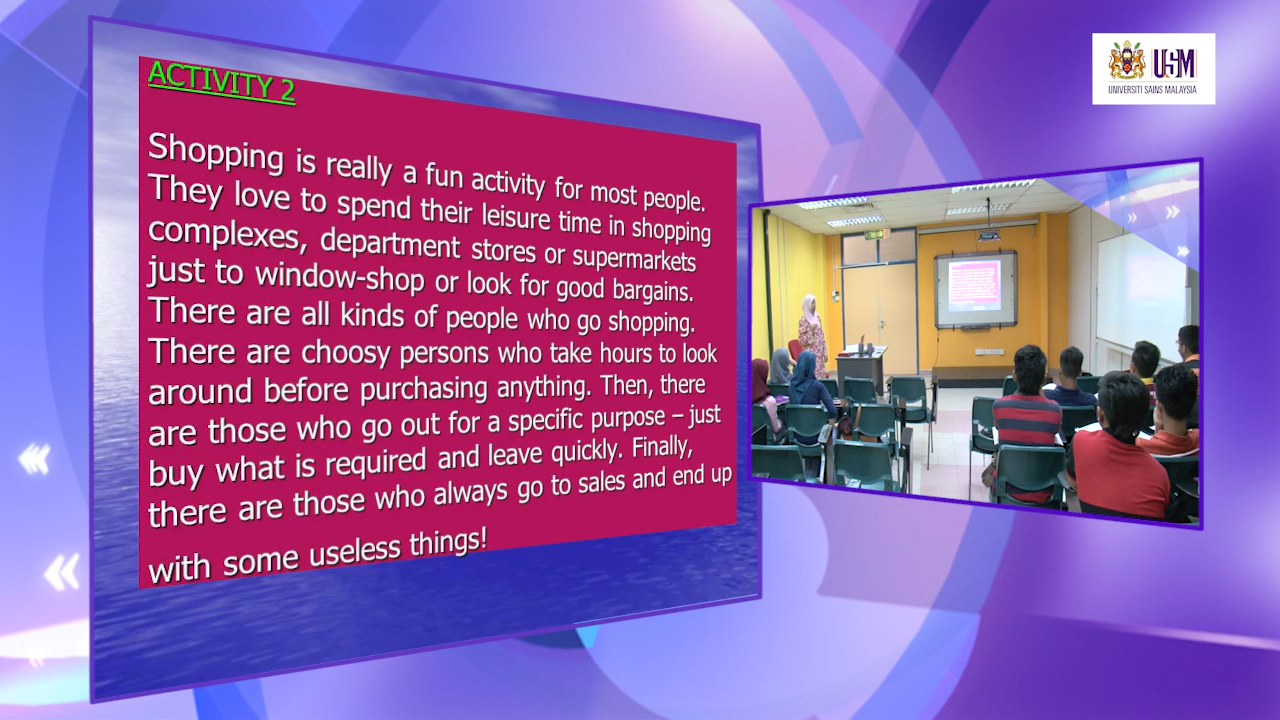 ACTIVITY 2
Shopping is really a fun activity for most people.
They love to spend their leisure time in shopping
complexes, department stores or supermarkets
just to window-shop or look for good bargains.
There are all kinds of people who go shopping.
There are choosy persons who take hours to look
around before purchasing anything. Then, there
are those who go out for a specific purpose – just
buy what is required and leave quickly. Finally,
there are those who always go to sales and end up
with some useless things!
USM
UNIVERSITI SAINS MALAYSIA